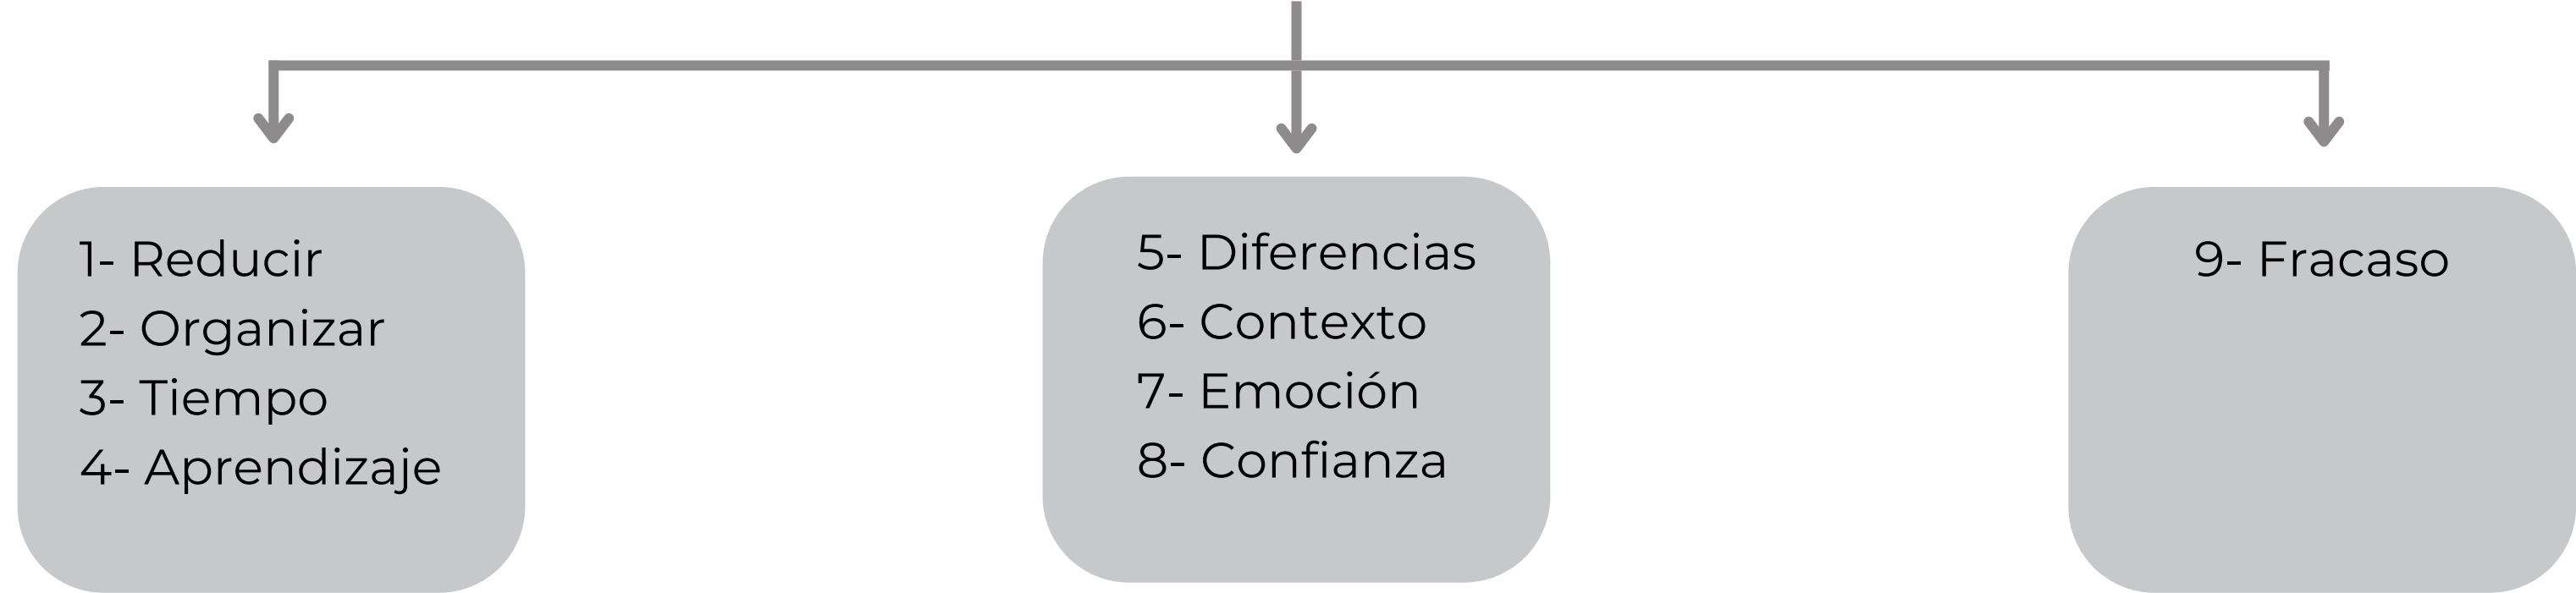 1- Reducir
2- Organizar
3- Tiempo
4- Aprendizaje
5- Diferencias
6- Contexto
7- Emoción
8- Confianza
9- Fracaso